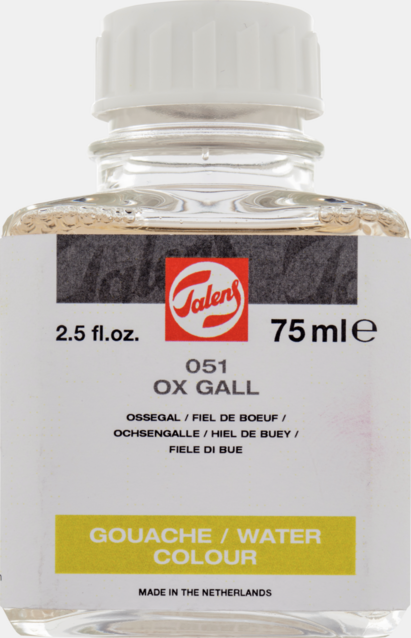 Talens
2.5 fl.oz. 75 ml ℮
051
OX GALL
OSSEGAL / FIEL DE BOEUF /
OCHSENGALLE / HIEL DE BUEY /
FIELE DI BUE
GOUACHE / WATER
COLOUR
MADE IN THE NETHERLANDS